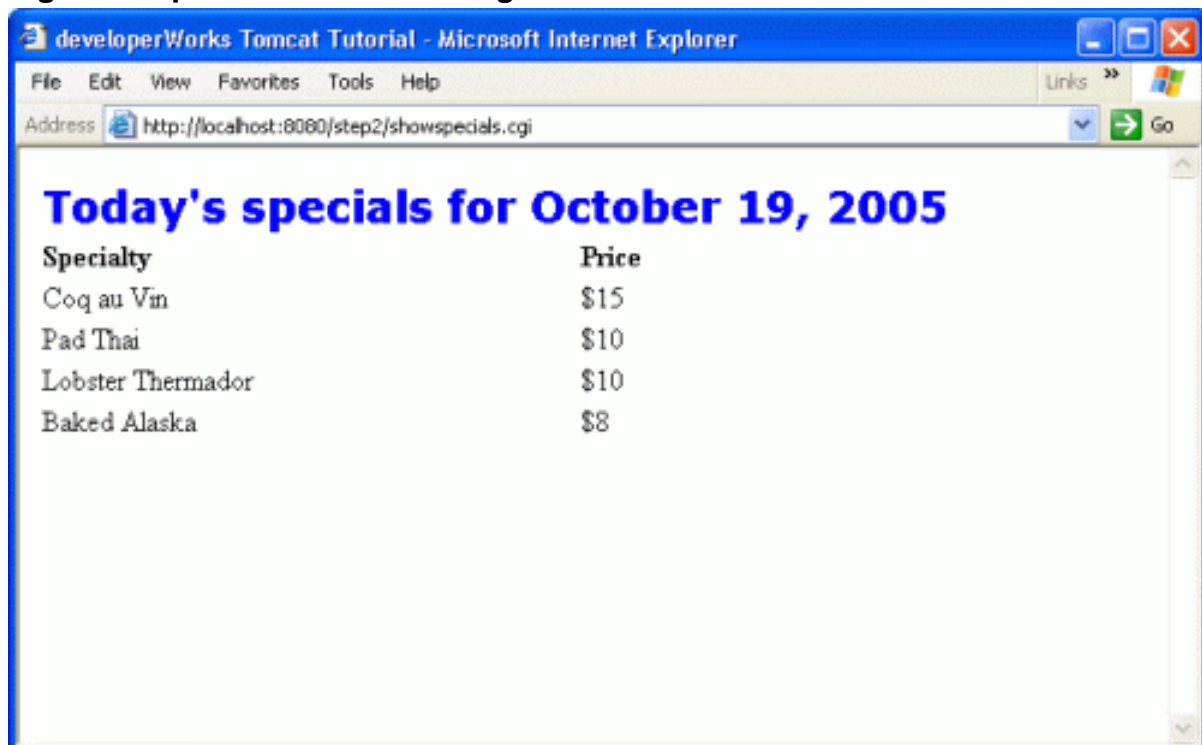 developerWorks Tomcat Tutorial - Microsoft Internet Explorer
File Edit View Favorites Tools Help Links »
Address http://localhost:8080/step2/showspecials.cgi Go
Today's specials for October 19, 2005
Specialty Price
Coq au Vin $15
Pad Thai $10
Lobster Thermador $10
Baked Alaska $8